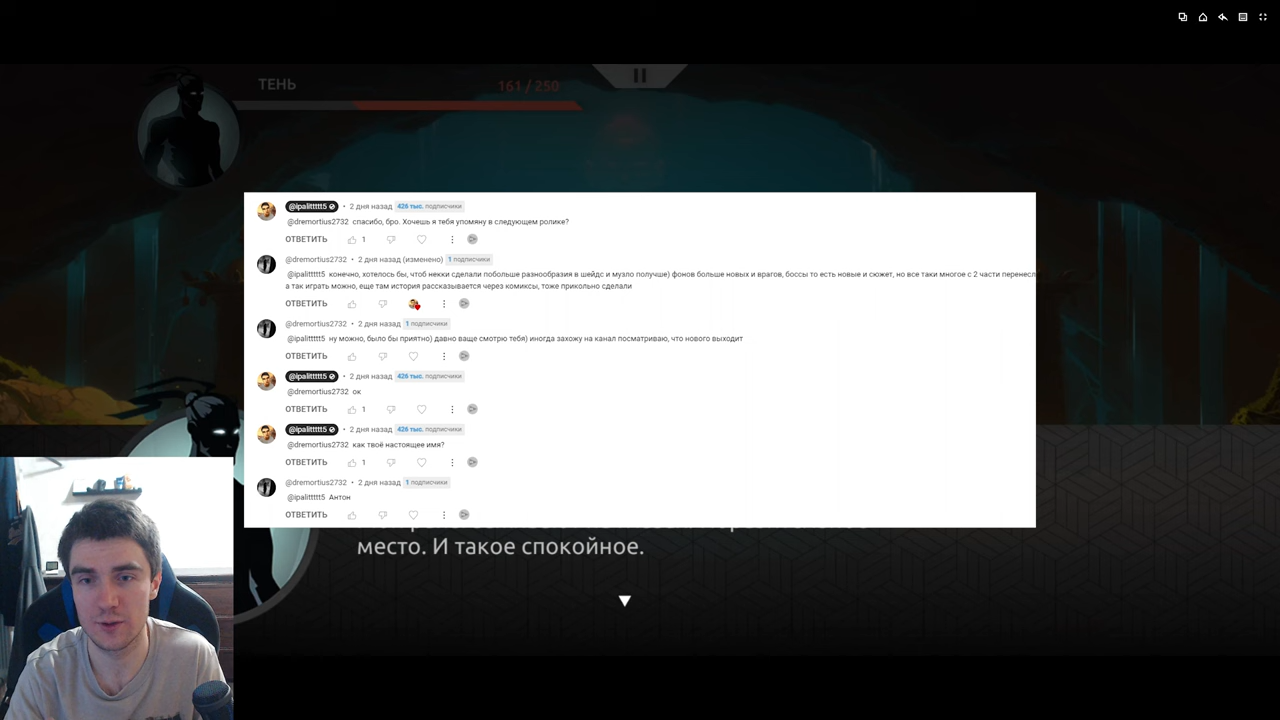 ТЕНЬ
161 / 250
@ipalittttt5 • 2 дня назад 426 тыс. подписчики
@dremortius2732 спасибо, бро. Хочешь я тебя упомяну в следующем ролике?
ОТВЕТИТЬ 1
@dremortius2732 • 2 дня назад (изменено) 1 подписчики
@ipalittttt5 конечно, хотелось бы, чтоб некки сделали побольше разнообразия в шейдс и музло получше) фонов больше новых и врагов, боссы то есть новые и сюжет, но все таки многое с 2 части перенесл
а так играть можно, еще там история рассказывается через комиксы, тоже прикольно сделали
ОТВЕТИТЬ
@dremortius2732 • 2 дня назад 1 подписчики
@ipalittttt5 ну можно, было бы приятно) давно ваще смотрю тебя) иногда захожу на канал посматриваю, что нового выходит
ОТВЕТИТЬ
@ipalittttt5 • 2 дня назад 426 тыс. подписчики
@dremortius2732 ок
ОТВЕТИТЬ 1
@ipalittttt5 • 2 дня назад 426 тыс. подписчики
@dremortius2732 как твоё настоящее имя?
ОТВЕТИТЬ 1
@dremortius2732 • 2 дня назад 1 подписчики
@ipalittttt5 Антон
ОТВЕТИТЬ
место. И такое спокойное.